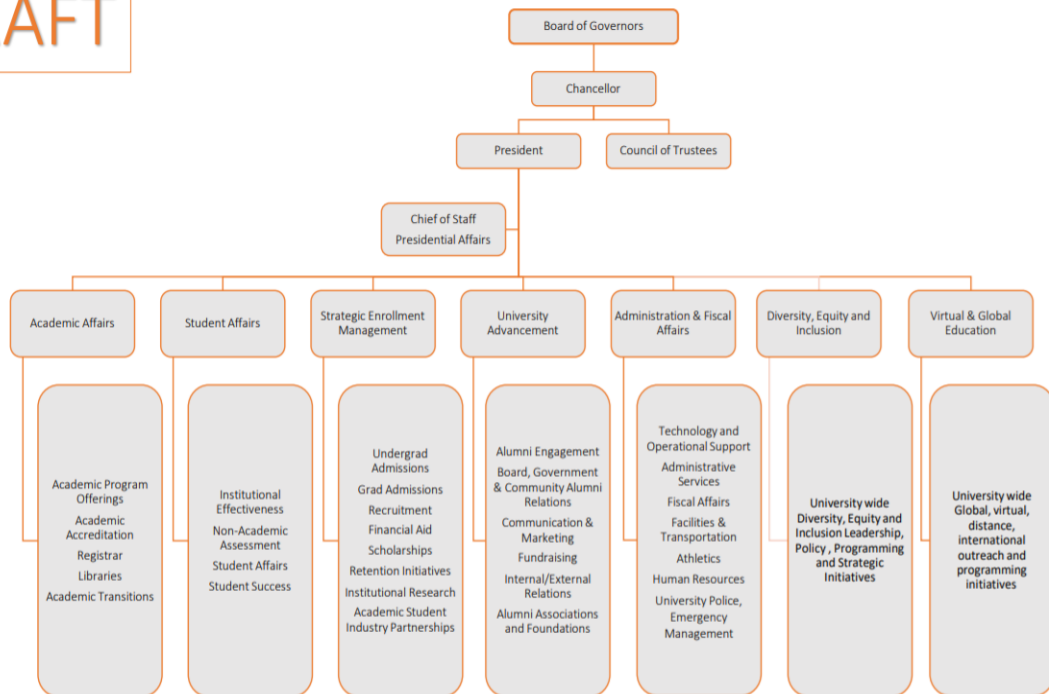 AFT
Board of Governors
Chancellor
President
Council of Trustees
Chief of Staff
Presidential Affairs
Academic Affairs
Student Affairs
Strategic Enrollment
Management
University
Advancement
Administration & Fiscal
Affairs
Diversity, Equity and
Inclusion
Virtual & Global
Education
Academic Program
Offerings
Academic
Accreditation
Registrar
Libraries
Academic Transitions
Institutional
Effectiveness
Non-Academic
Assessment
Student Affairs
Student Success
Undergrad
Admissions
Grad Admissions
Recruitment
Financial Aid
Scholarships
Retention Initiatives
Institutional Research
Academic Student
Industry Partnerships
Alumni Engagement
Board, Government
& Community Alumni
Relations
Communication &
Marketing
Fundraising
Internal/External
Relations
Alumni Associations
and Foundations
Technology and
Operational Support
Administrative
Services
Fiscal Affairs
Facilities &
Transportation
Athletics
Human Resources
University Police,
Emergency
Management
University wide
Diversity, Equity and
Inclusion Leadership,
Policy , Programming
and Strategic
Initiatives
University wide
Global, virtual,
distance,
international
outreach and
programming
initiatives